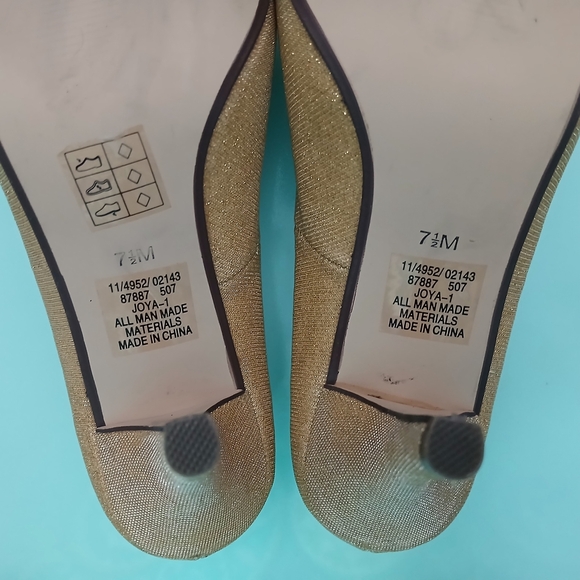 7½M
11/4952/02143
87887 507
JOYA-1
ALL MAN MADE
MATERIALS
MADE IN CHINA
7½M
11/4952/02143
87887 507
JOYA-1
ALL MAN MADE
MATERIALS
MADE IN CHINA